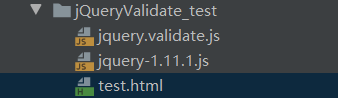 jQueryValidate_test
jquery.validate.js
jquery-1.11.1.js
test.html